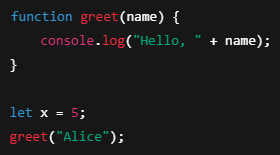 function greet(name) {
    console.log("Hello, " + name);
}

let x = 5;
greet("Alice");